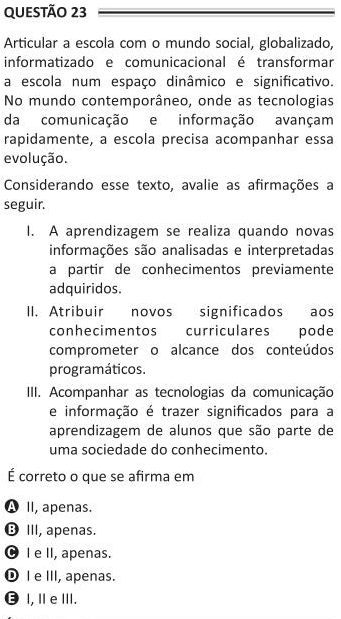 QUESTÃO 23
Articular a escola com o mundo social, globalizado,
informatizado e comunicacional é transformar
a escola num espaço dinâmico e significativo.
No mundo contemporâneo, onde as tecnologias
da comunicação e informação avançam
rapidamente, a escola precisa acompanhar essa
evolução.
Considerando esse texto, avalie as afirmações a
seguir.
I. A aprendizagem se realiza quando novas
informações são analisadas e interpretadas
a partir de conhecimentos previamente
adquiridos.
II. Atribuir novos significados aos
conhecimentos curriculares pode
comprometer o alcance dos conteúdos
programáticos.
III. Acompanhar as tecnologias da comunicação
e informação é trazer significados para a
aprendizagem de alunos que são parte de
uma sociedade do conhecimento.
É correto o que se afirma em
A II, apenas.
B III, apenas.
C I e II, apenas.
D I e III, apenas.
E I, II e III.